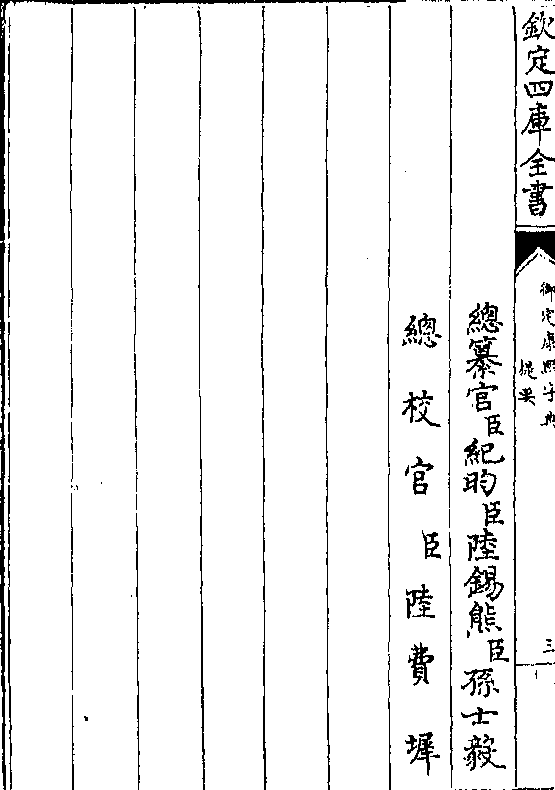 欽定四庫全書
御定康熙字典
提要
三
總纂官臣紀昀臣陸錫熊臣孫士毅
總校官臣陸費墀